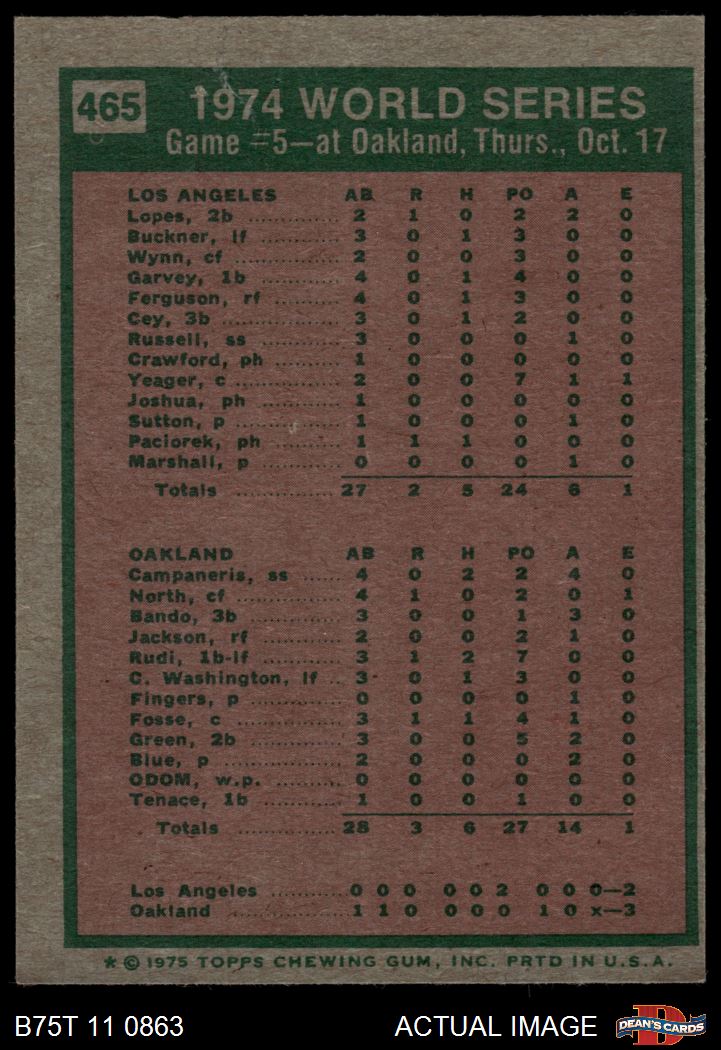 465
1974 WORLD SERIES
Game #5—at Oakland, Thurs., Oct. 17
LOS ANGELES AB R H PO A E
Lopes, 2b ............. 2 1 0 2 2 0
Buckner, lf ............ 3 0 1 3 0 0
Wynn, cf ............... 2 0 0 3 0 0
Garvey, 1b ............ 4 0 1 4 0 0
Ferguson, rf .......... 4 0 1 3 0 0
Cey, 3b ................. 3 0 1 2 0 0
Russell, ss ............ 3 0 0 0 1 0
Crawford, ph ......... 1 0 0 0 0 0
Yeager, c ............... 2 0 0 7 1 1
Joshua, ph ............ 1 0 0 0 0 0
Sutton, p ............... 1 0 0 0 1 0
Paciorek, ph .......... 1 1 1 0 0 0
Marshall, p ............ 0 0 0 0 1 0
Totals ............... 27 2 5 24 6 1
OAKLAND AB R H PO A E
Campaneris, ss ...... 4 0 2 2 4 0
North, cf ............... 4 1 0 2 0 1
Bando, 3b ............. 3 0 0 1 3 0
Jackson, rf ............ 2 0 0 2 1 0
Rudi, 1b-lf ............ 3 1 2 7 0 0
C. Washington, lf .. 3 0 1 3 0 0
Fingers, p ............. 0 0 0 0 1 0
Fosse, c ................ 3 1 1 4 1 0
Green, 2b .............. 3 0 0 5 2 0
Blue, p .................. 2 0 0 0 2 0
ODOM, w.p. .......... 0 0 0 0 0 0
Tenace, 1b ............ 1 0 0 1 0 0
Totals ............... 28 3 6 27 14 1
Los Angeles ........... 0 0 0 0 0 2 0 0 0—2
Oakland ............... 1 1 0 0 0 0 1 0 x—3
* © 1975 TOPPS CHEWING GUM, INC. PRTD IN U.S.A.
B75T 11 0863 ACTUAL IMAGE
D
DEAN'S CARDS